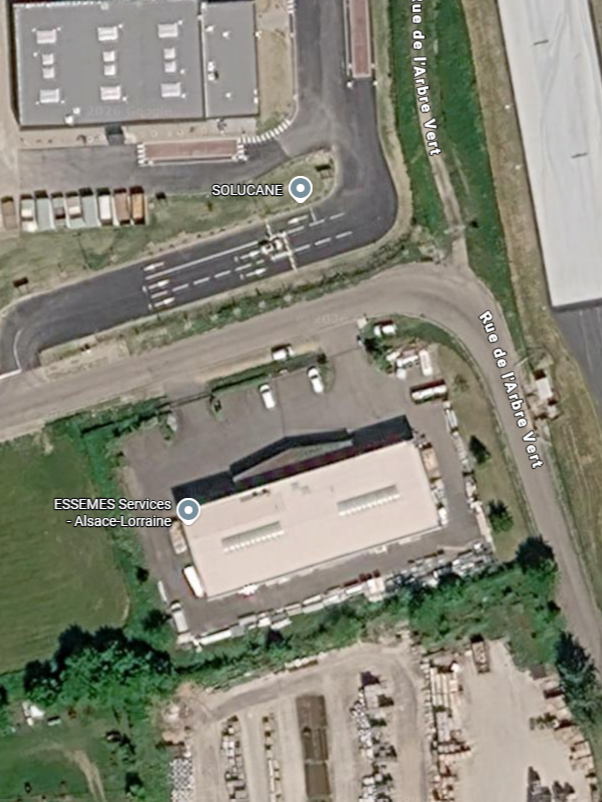 Rue de l'Arbre Vert
SOLUCANE
Rue de l'Arbre Vert
ESSEMES Services
- Alsace-Lorraine